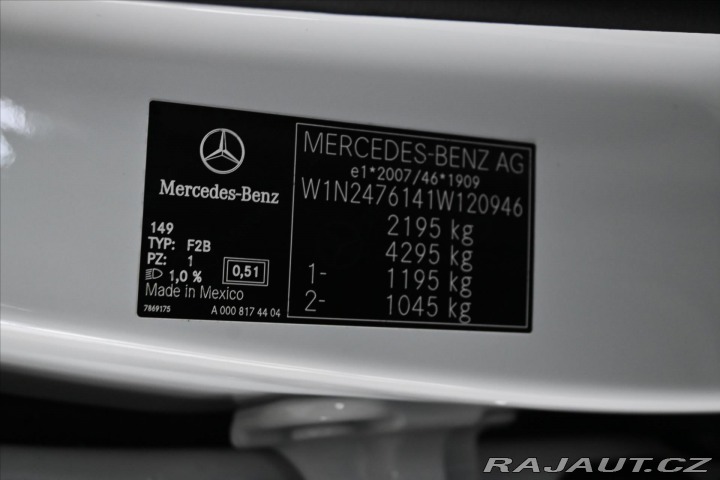 Mercedes-Benz
149
TYP: F2B
PZ: 1
1,0 % 0,51
Made in Mexico
7869175 A 000 817 44 04
MERCEDES-BENZ AG
e1*2007/46*1909
W1N2476141W120946
2195 kg
4295 kg
1- 1195 kg
2- 1045 kg
RAJAUT.CZ